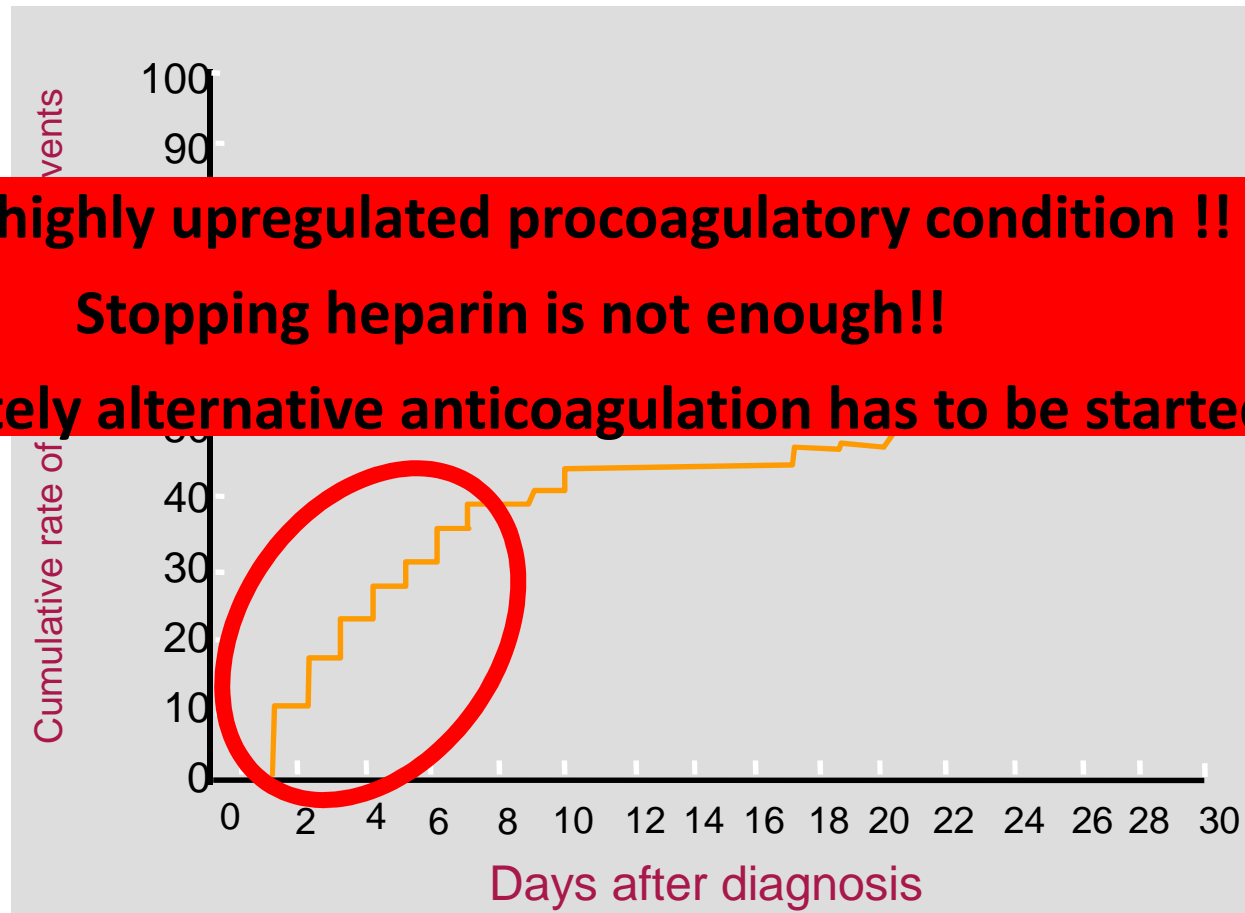 100
90
vents
highly upregulated procoagulatory condition !!
Stopping heparin is not enough!!
tely alternative anticoagulation has to be started
Cumulative rate of
40
30
20
10
0
0 2 4 6 8 10 12 14 16 18 20 22 24 26 28 30
Days after diagnosis